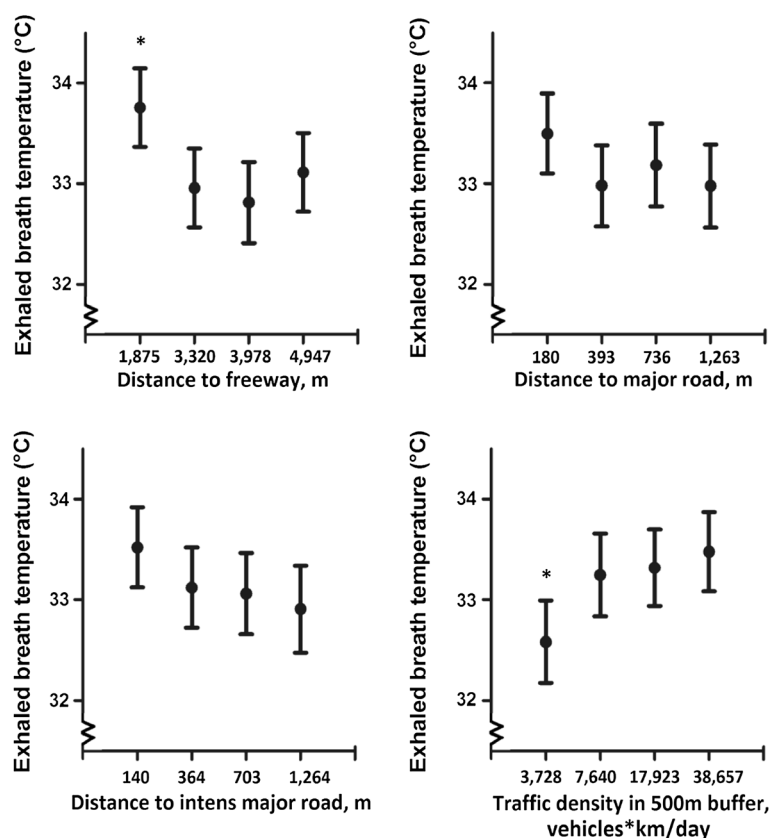 Exhaled breath temperature (°C)
*
34
33
32
1,875 3,320 3,978 4,947
Distance to freeway, m
Exhaled breath temperature (°C)
34
33
32
180 393 736 1,263
Distance to major road, m
Exhaled breath temperature (°C)
34
33
32
140 364 703 1,264
Distance to intens major road, m
Exhaled breath temperature (°C)
34
*
33
32
3,728 7,640 17,923 38,657
Traffic density in 500m buffer,
vehicles*km/day